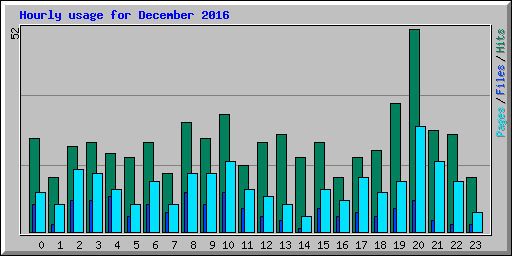 Hourly usage for December 2016
52
Pages/Files/Hits
0 1 2 3 4 5 6 7 8 9 10 11 12 13 14 15 16 17 18 19 20 21 22 23